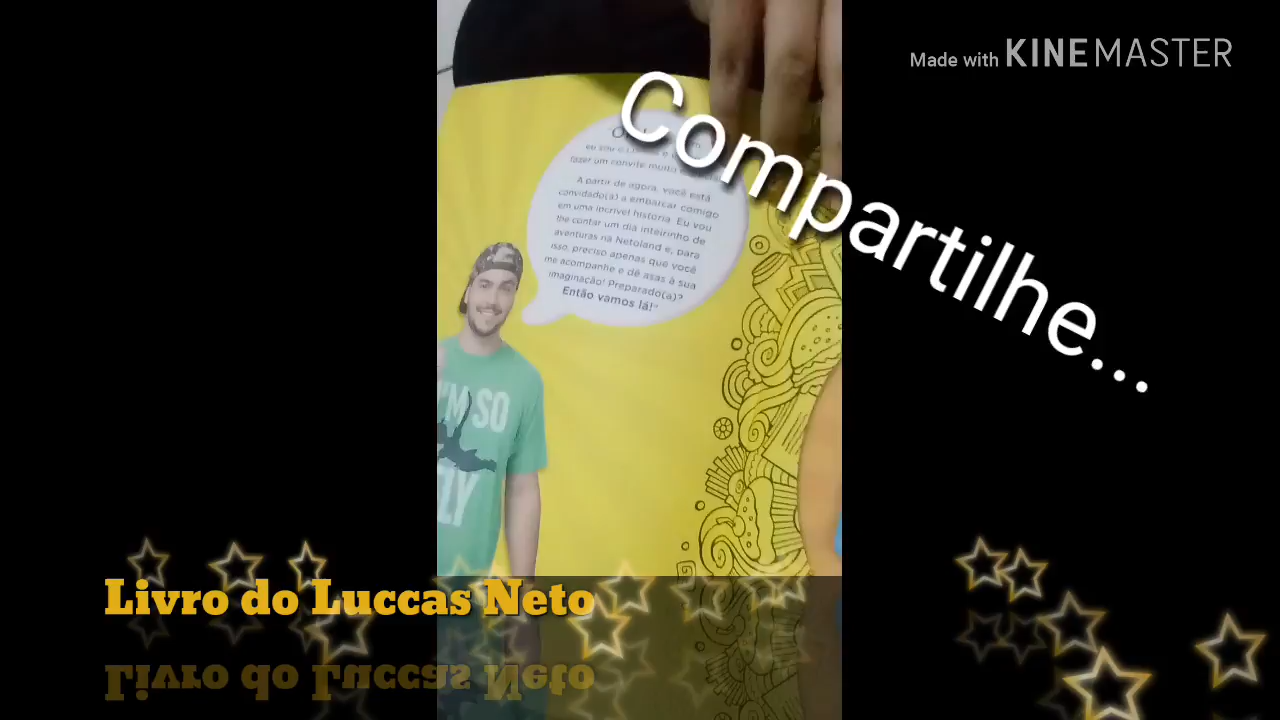 Made with KINEMASTER
Compartilhe...
eu sou o
fazer um convite muito
A partir de agora, você está
convidado(a) a embarcar comigo
em uma incrível história. Eu vou
lhe contar um dia inteirinho de
aventuras na Netoland e, para
isso, preciso apenas que você
me acompanhe e dê asas à sua
imaginação! Preparado(a)?
Então vamos lá!"
I'M SO
FLY
Livro do Luccas Neto